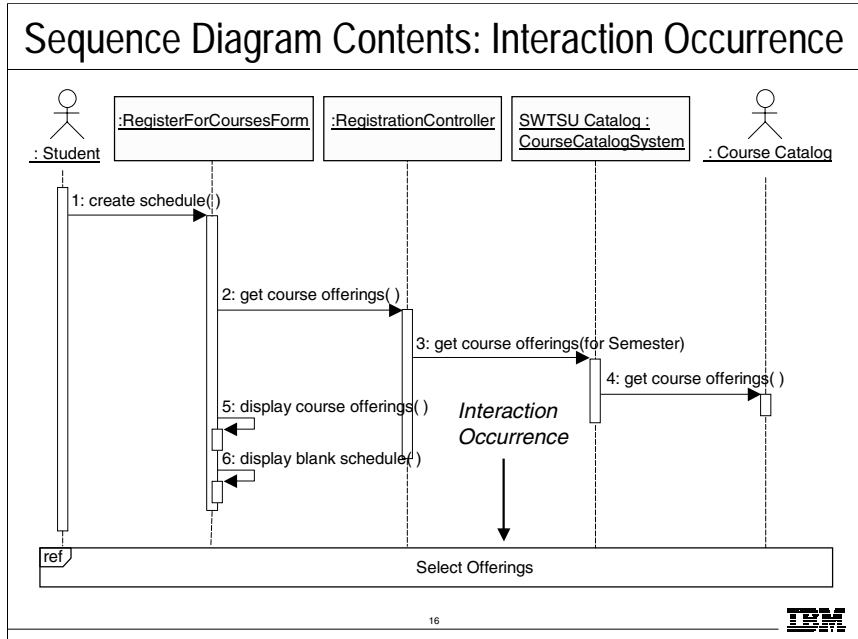 Sequence Diagram Contents: Interaction Occurrence
: Student
:RegisterForCoursesForm
:RegistrationController
SWTSU Catalog :
CourseCatalogSystem
: Course Catalog
1: create schedule( )
2: get course offerings( )
3: get course offerings(for Semester)
4: get course offerings( )
5: display course offerings( )
Interaction
Occurrence
6: display blank schedule( )
ref
Select Offerings
16
IBM